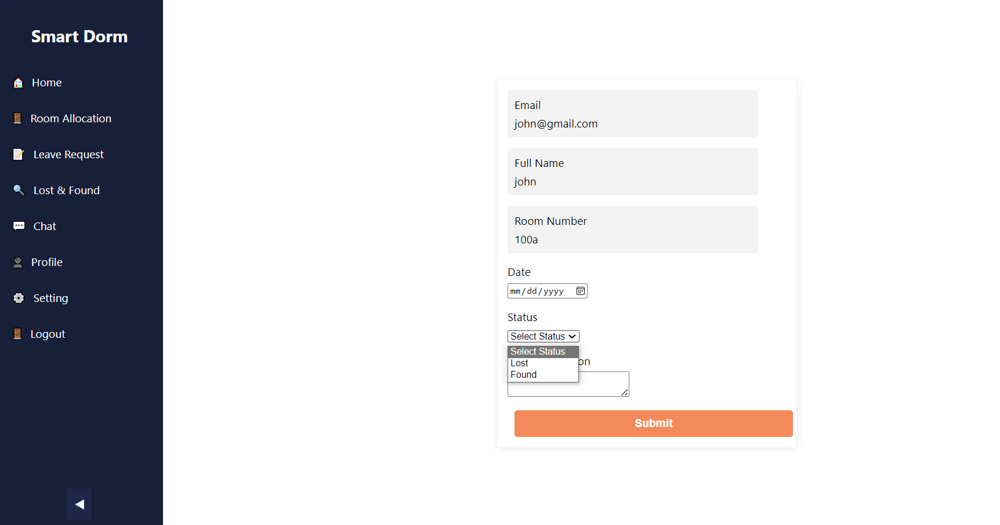 Smart Dorm
Home
Room Allocation
Leave Request
Lost & Found
Chat
Profile
Setting
Logout
Email
john@gmail.com
Full Name
john
Room Number
100a
Date
mm/dd/yyyy
Status
Select Status
Select Status
Lost
Found
on
Submit